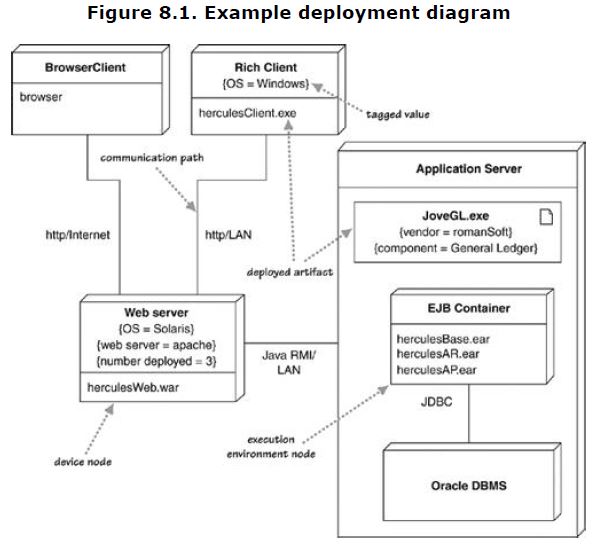 Figure 8.1. Example deployment diagram
BrowserClient
browser
Rich Client
{OS = Windows}
herculesClient.exe
tagged value
communication path
http/Internet
http/LAN
deployed artifact
Application Server
JoveGL.exe
{vendor = romanSoft}
{component = General Ledger}
Web server
{OS = Solaris}
{web server = apache}
{number deployed = 3}
herculesWeb.war
Java RMI/
LAN
EJB Container
herculesBase.ear
herculesAR.ear
herculesAP.ear
JDBC
execution
environment node
device node
Oracle DBMS